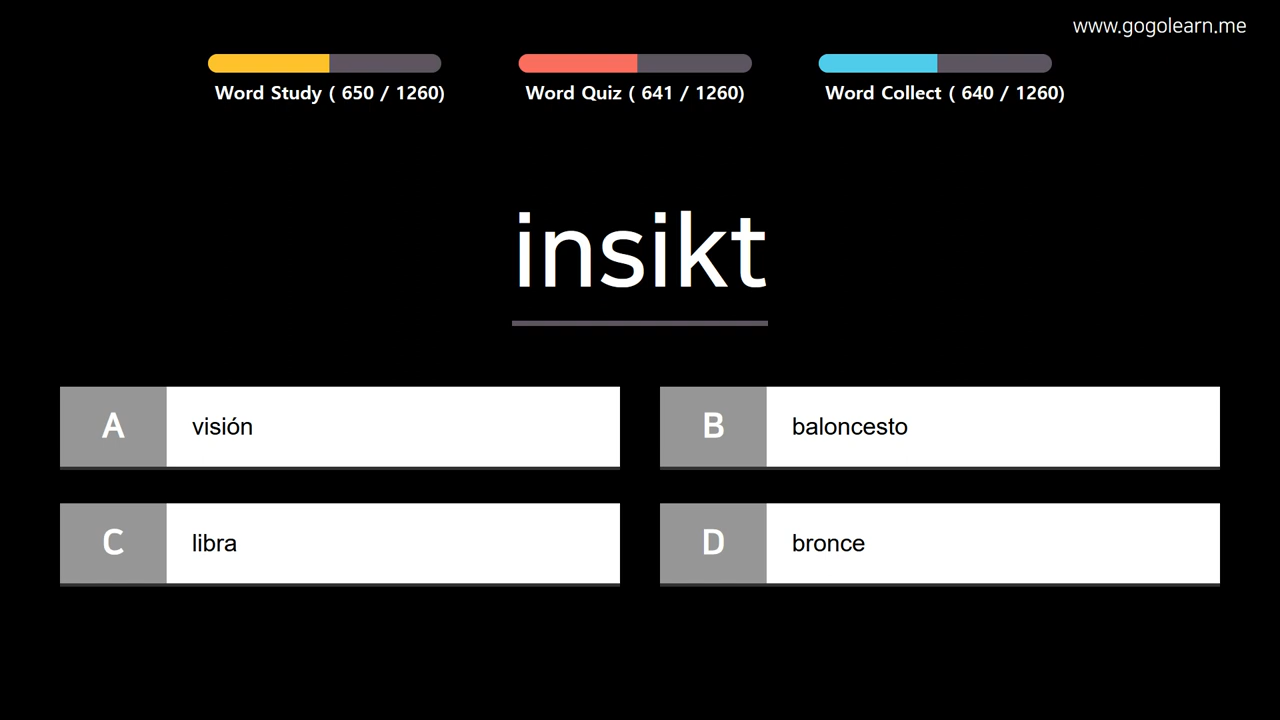 www.gogolearn.me
Word Study ( 650 / 1260)
Word Quiz ( 641 / 1260)
Word Collect ( 640 / 1260)
insikt
A visión
B baloncesto
C libra
D bronce